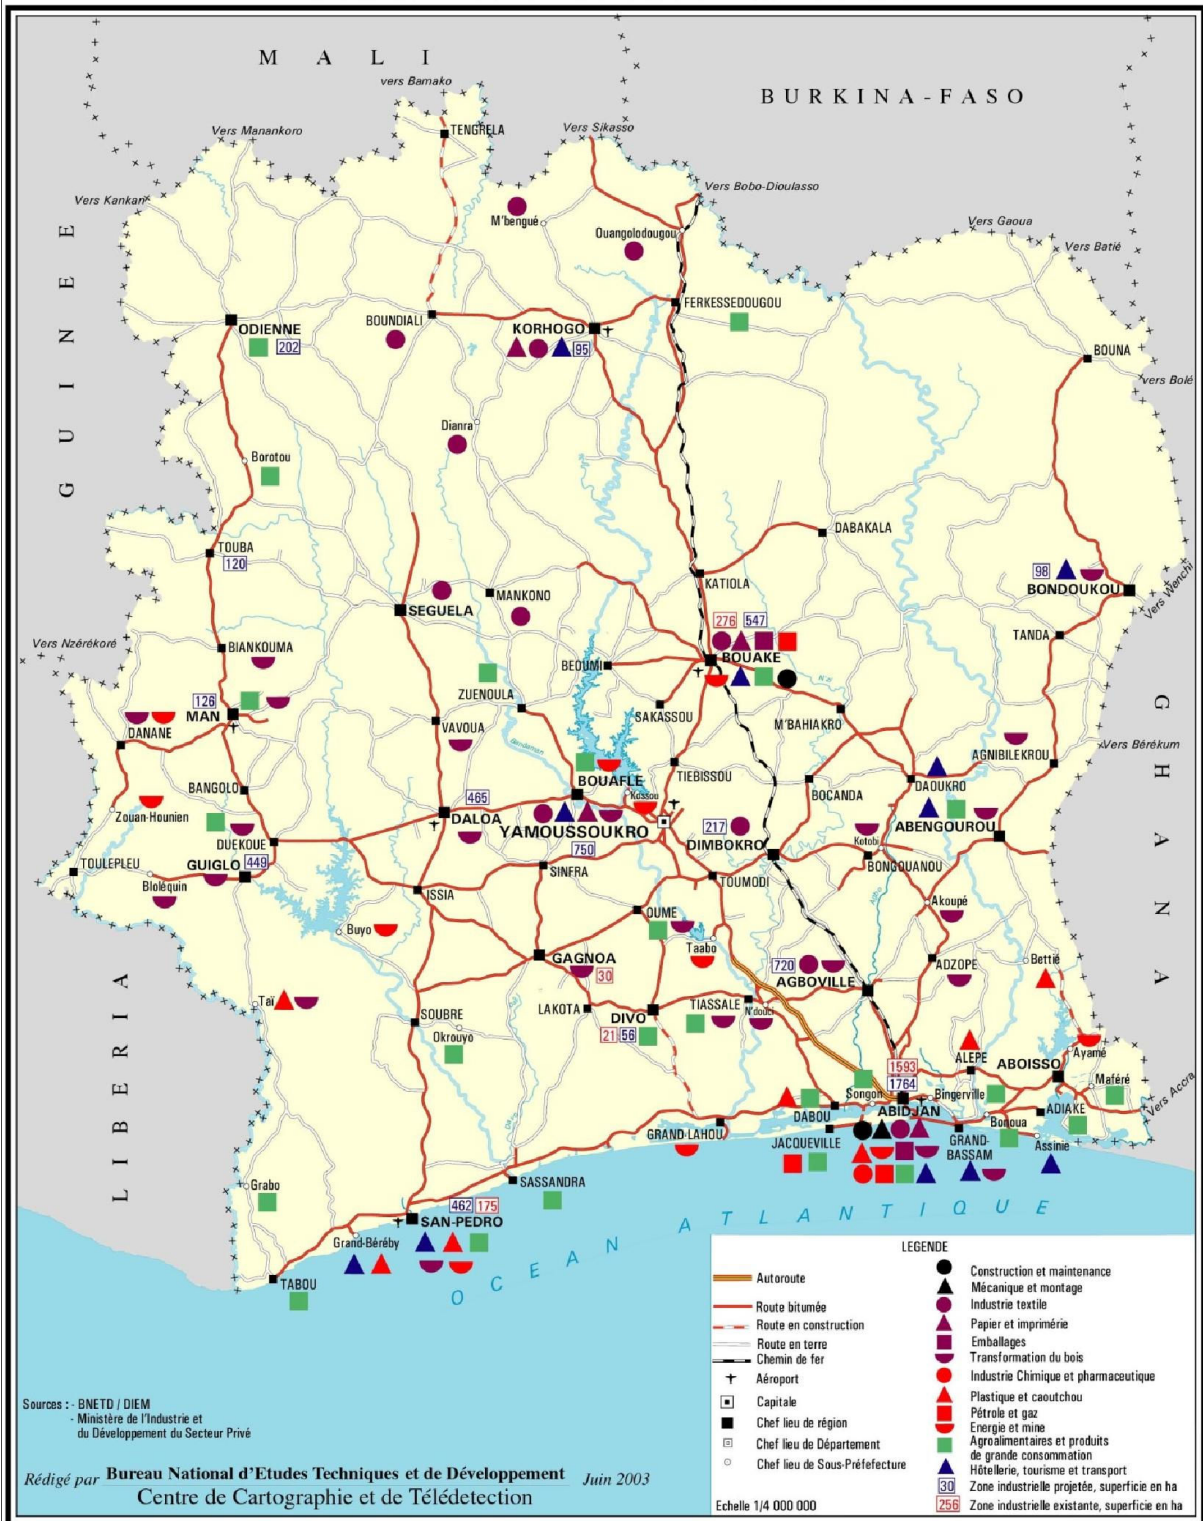 M A L I
vers Bamako
BURKINA-FASO
Vers Manankoro
TENGRELA
Vers Sikasso
Vers Bobo-Dioulasso
Vers Kankan
M'bengué
Ouangolodougou
Vers Gaoua
Vers Batié
G U I N E E
ODIENNE
202
BOUNDIALI
KORHOGO
95
FERKESSEDOUGOU
BOUNA
vers Bolé
Dianra
Borotou
TOUBA
120
DABAKALA
KATIOLA
98
BONDOUKOU
Vers Wenchi
SEGUELA
MANKONO
276
547
BOUAKE
TANDA
Vers Nzérékoré
BIANKOUMA
ZUENOULA
BEOUMI
126
MAN
DANANE
VAVOUA
SAKASSOU
M'BAHIAKRO
AGNIBILEKROU
Vers Bérékum
G H A N A
BOUAFLE
TIEBISSOU
Kossou
BOCANDA
DAOUKRO
BANGOLO
Zouan-Hounien
465
DALOA
YAMOUSSOUKRO
750
217
DIMBOKRO
ABENGOUROU
Kotobi
BONGOUANOU
TOULEPLEU
DUEKOUE
GUIGLO
449
Bloléquin
SINFRA
TOUMODI
ISSIA
Akoupé
Buyo
OUME
Taabo
GAGNOA
30
720
AGBOVILLE
ADZOPE
Bettié
Taï
L I B E R I A
SOUBRE
Okrouyo
LAKOTA
DIVO
21
56
TIASSALE
N'douci
ALEPE
ABOISSO
Ayamé
Maféré
Vers Accra
1593
1764
Songon
ABIDJAN
Bingerville
DABOU
Bonoua
ADIAKE
Assinie
GRAND-LAHOU
JACQUEVILLE
GRAND-
BASSAM
Grabo
SASSANDRA
462
175
SAN-PEDRO
Grand-Béréby
TABOU
O C E A N A T L A N T I Q U E
LEGENDE
Autoroute
Route bitumée
Route en construction
Route en terre
Chemin de fer
Aéroport
Capitale
Chef lieu de région
Chef lieu de Département
Chef lieu de Sous-Préfefecture
Echelle 1/4 000 000
Construction et maintenance
Mécanique et montage
Industrie textile
Papier et imprimérie
Emballages
Transformation du bois
Industrie Chimique et pharmaceutique
Plastique et caoutchou
Pétrole et gaz
Energie et mine
Agroalimentaires et produits
de grande consommation
Hôtellerie, tourisme et transport
30 Zone industrielle projetée, superficie en ha
256 Zone industrielle existante, superficie en ha
Sources : - BNETD / DIEM
- Ministère de l'Industrie et
du Développement du Secteur Privé
Rédigé par Bureau National d'Etudes Techniques et de Développement Juin 2003
Centre de Cartographie et de Télédetection